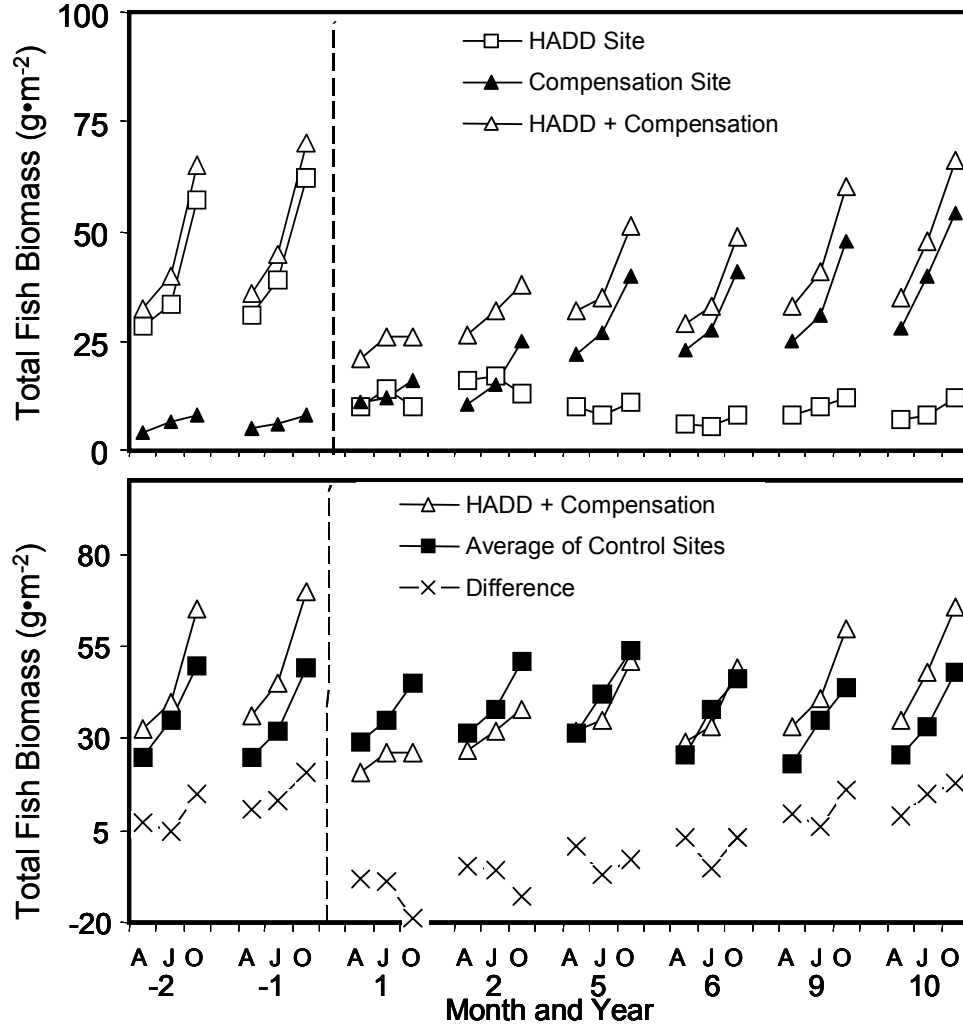 100
75
50
25
0
Total Fish Biomass (g•m-2)
HADD Site
Compensation Site
HADD + Compensation
80
55
30
5
-20
Total Fish Biomass (g•m-2)
HADD + Compensation
Average of Control Sites
Difference
A J O A J O A J O A J O A J O A J O A J O A J O
-2 -1 1 2 5 6 9 10
Month and Year